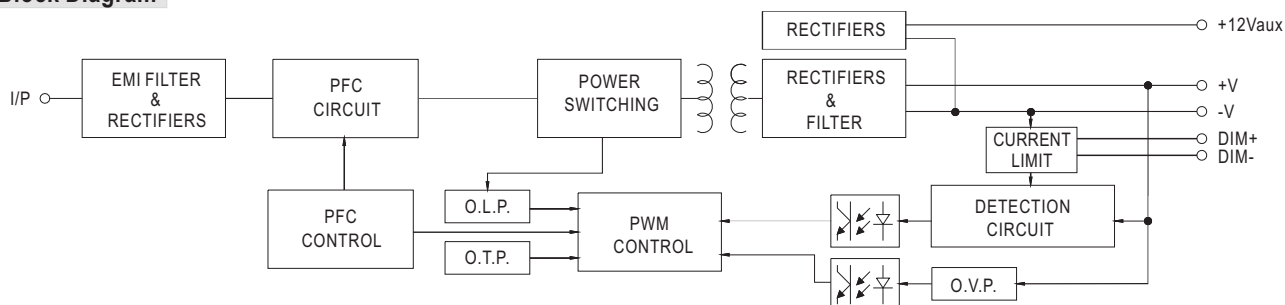 Block Diagram
RECTIFIERS
+12Vaux
I/P
EMI FILTER
&
RECTIFIERS
PFC
CIRCUIT
POWER
SWITCHING
RECTIFIERS
&
FILTER
+V
-V
CURRENT
LIMIT
DIM+
DIM-
PFC
CONTROL
O.L.P.
O.T.P.
PWM
CONTROL
DETECTION
CIRCUIT
O.V.P.